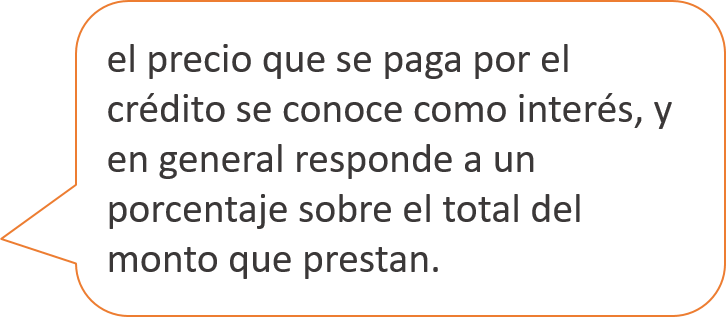 el precio que se paga por el
crédito se conoce como interés, y
en general responde a un
porcentaje sobre el total del
monto que prestan.